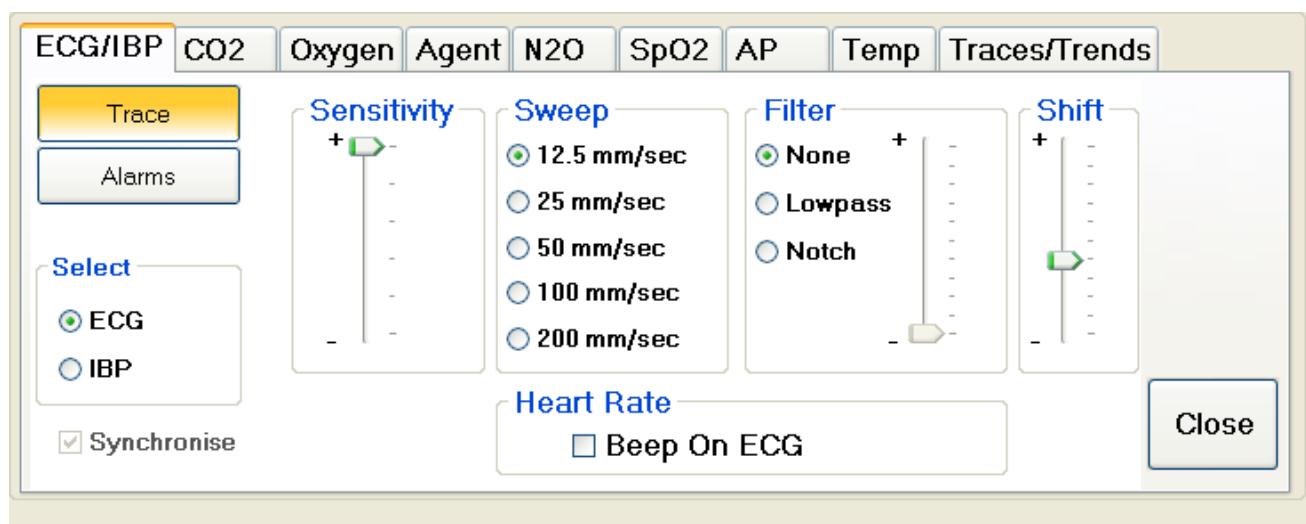 ECG/IBP CO2 Oxygen Agent N2O SpO2 AP Temp Traces/Trends
Trace
Alarms
Select
ECG
IBP
Synchronise
Sensitivity
+
-
Sweep
12.5 mm/sec
25 mm/sec
50 mm/sec
100 mm/sec
200 mm/sec
Filter
None
Lowpass
Notch
+
-
Shift
+
-
Heart Rate
Beep On ECG
Close